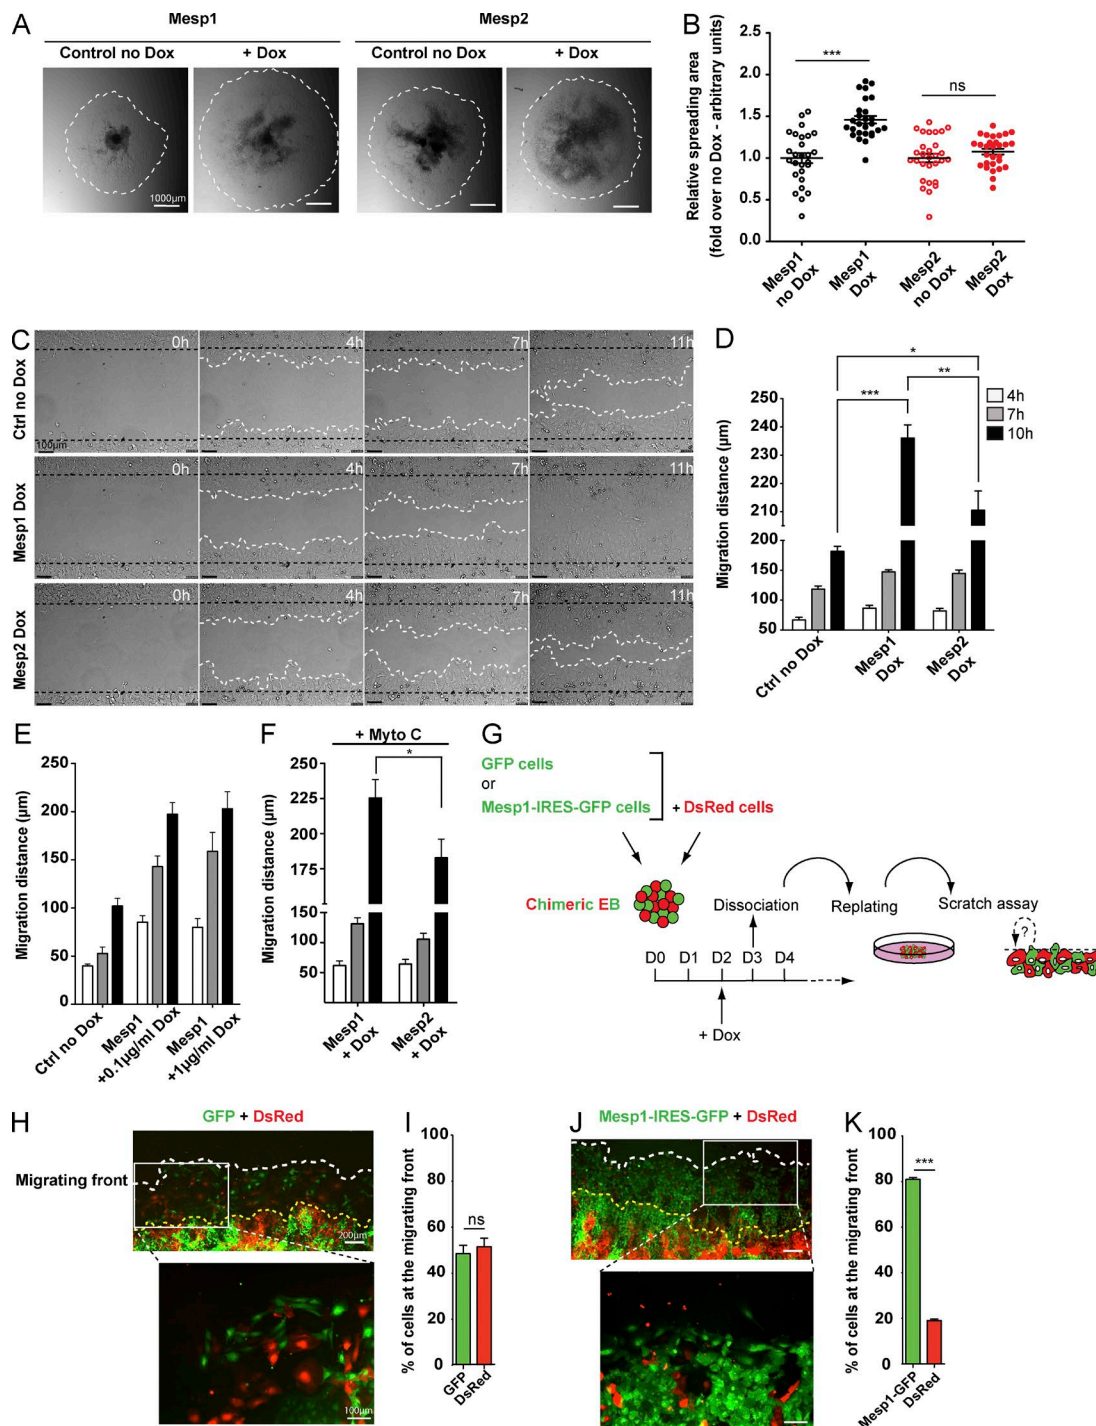 A
Mesp1
Mesp2
Control no Dox
+ Dox
Control no Dox
+ Dox
1000µm
B
Relative spreading area
(fold over no Dox - arbitrary units)
2.5
2.0
1.5
1.0
0.5
0.0
***
ns
Mesp1
no Dox
Mesp1
Dox
Mesp2
no Dox
Mesp2
Dox
C
Ctrl no Dox
0h
4h
7h
11h
100µm
Mesp1 Dox
0h
4h
7h
11h
Mesp2 Dox
0h
4h
7h
11h
D
Migration distance (µm)
250
240
230
220
210
200
150
100
50
*
**
***
4h
7h
10h
Ctrl no Dox
Mesp1
Dox
Mesp2
Dox
E
Migration distance (µm)
250
200
150
100
50
0
Ctrl no Dox
Mesp1
+0.1µg/ml Dox
Mesp1
+1µg/ml Dox
F
+ Myto C
*
Migration distance (µm)
225
200
175
150
100
50
Mesp1
+ Dox
Mesp2
+ Dox
G
GFP cells
or
Mesp1-IRES-GFP cells
+ DsRed cells
Chimeric EB
Dissociation
Replating
Scratch assay
?
D0 D1 D2 D3 D4
+ Dox
H
GFP + DsRed
Migrating front
200µm
100µm
I
% of cells at the migrating front
100
80
60
40
20
0
ns
GFP
DsRed
J
Mesp1-IRES-GFP + DsRed
K
% of cells at the migrating front
100
80
60
40
20
0
***
Mesp1-GFP
DsRed